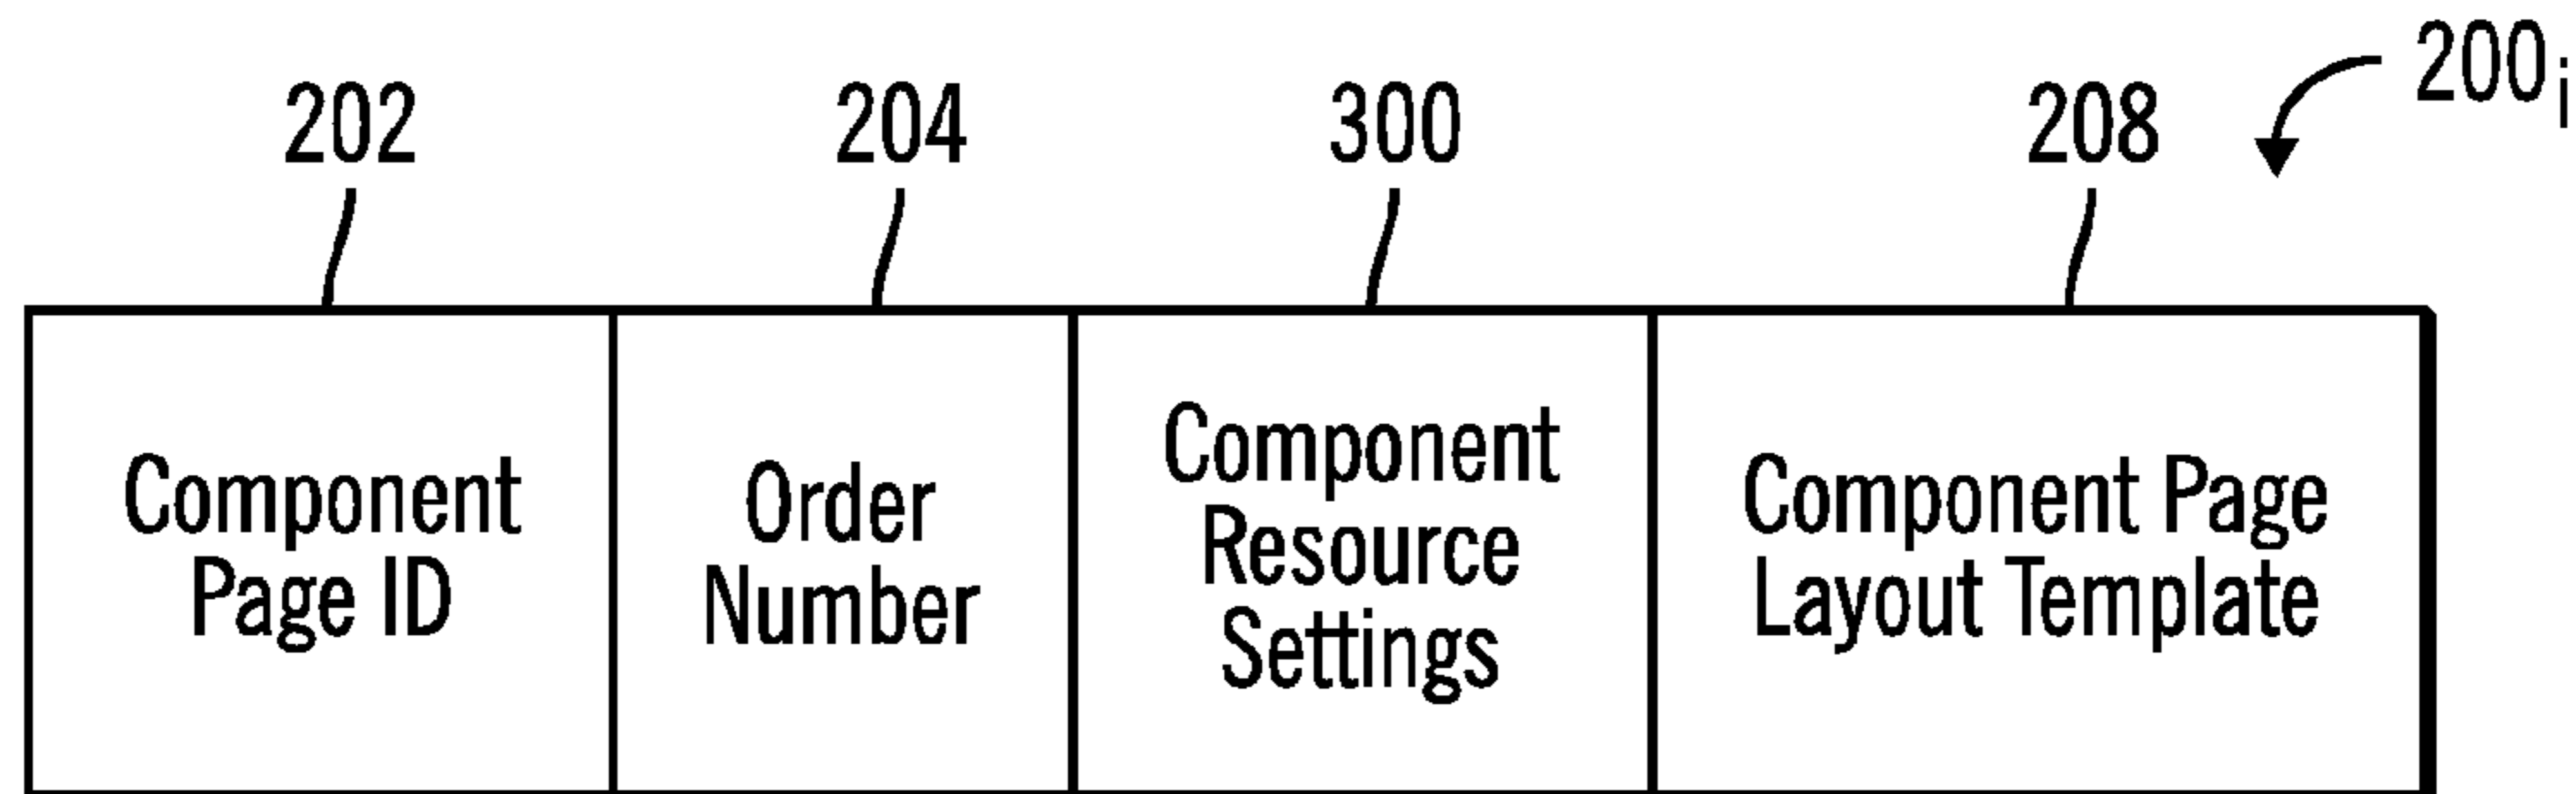 202 204 300 208 200i
Component Page ID
Order Number
Component Resource Settings
Component Page Layout Template